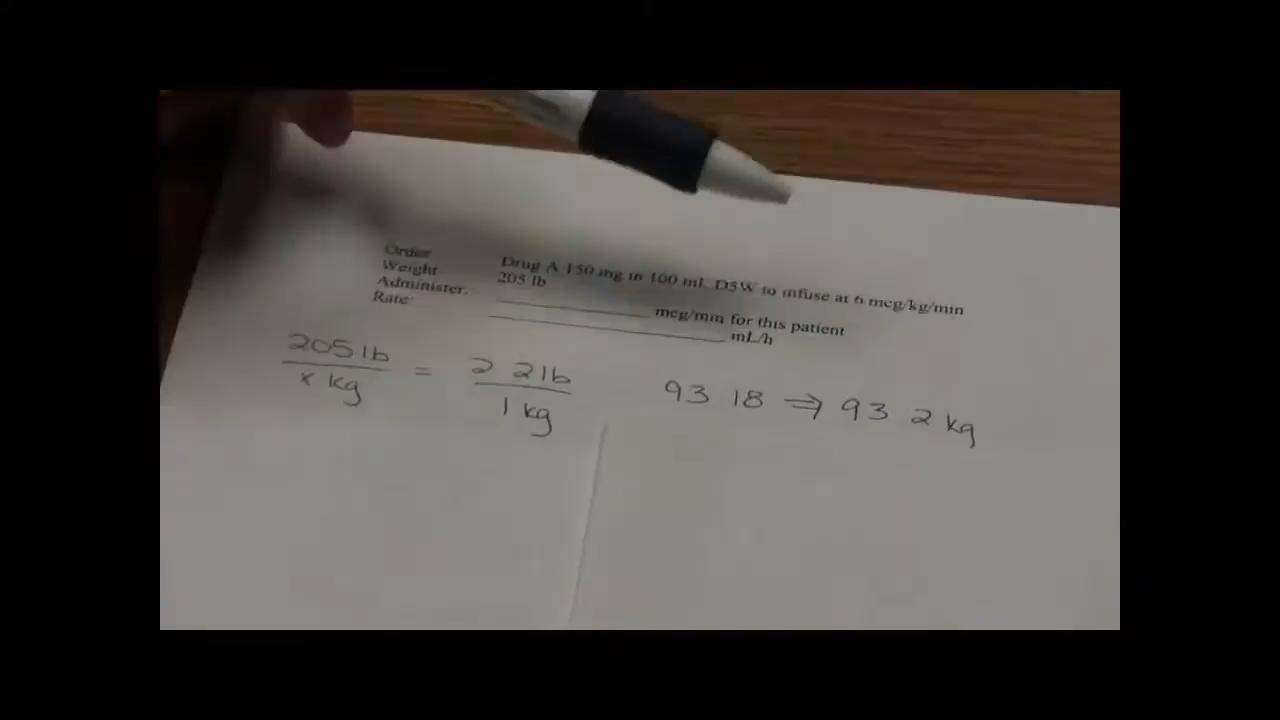 Order Drug A 150 mg in 100 mL D5W to infuse at 6 mcg/kg/min
Weight 205 lb
Administer. ____________ mcg/min for this patient
Rate: ____________ mL/h
205 lb / x kg = 2 2 lb / 1 kg 93 18 ⇒ 93 2 kg